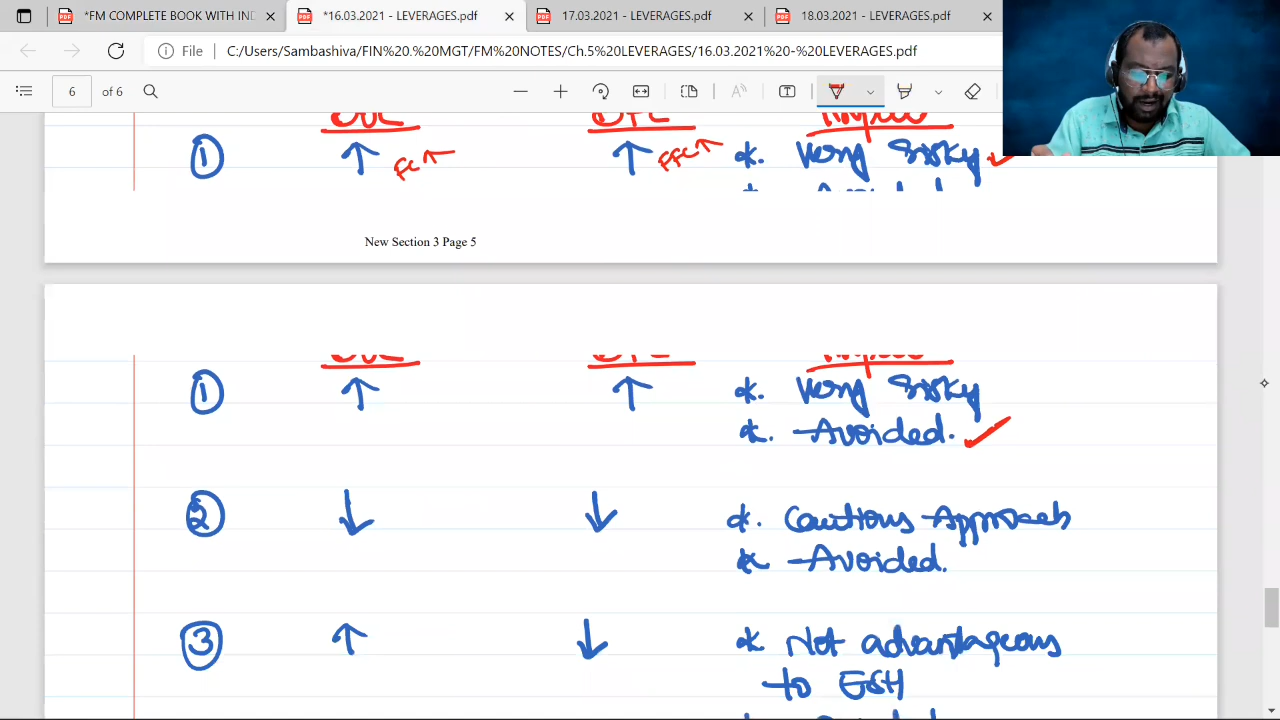 *FM COMPLETE BOOK WITH IND
*16.03.2021 - LEVERAGES.pdf
17.03.2021 - LEVERAGES.pdf
18.03.2021 - LEVERAGES.pdf
File
C:/Users/Sambashiva/FIN%20.%20MGT/FM%20NOTES/Ch.5%20LEVERAGES/16.03.2021%20-%20LEVERAGES.pdf
6 of 6
① ↑ FC↑ ↑ FFC↑ *. Very Risky ✓
New Section 3 Page 5
① ↑ ↑ *. Very Risky
*. Avoided. ✓
② ↓ ↓ *. Cautious Approach
* Avoided.
③ ↑ ↓ * Not advantageous
to ESH